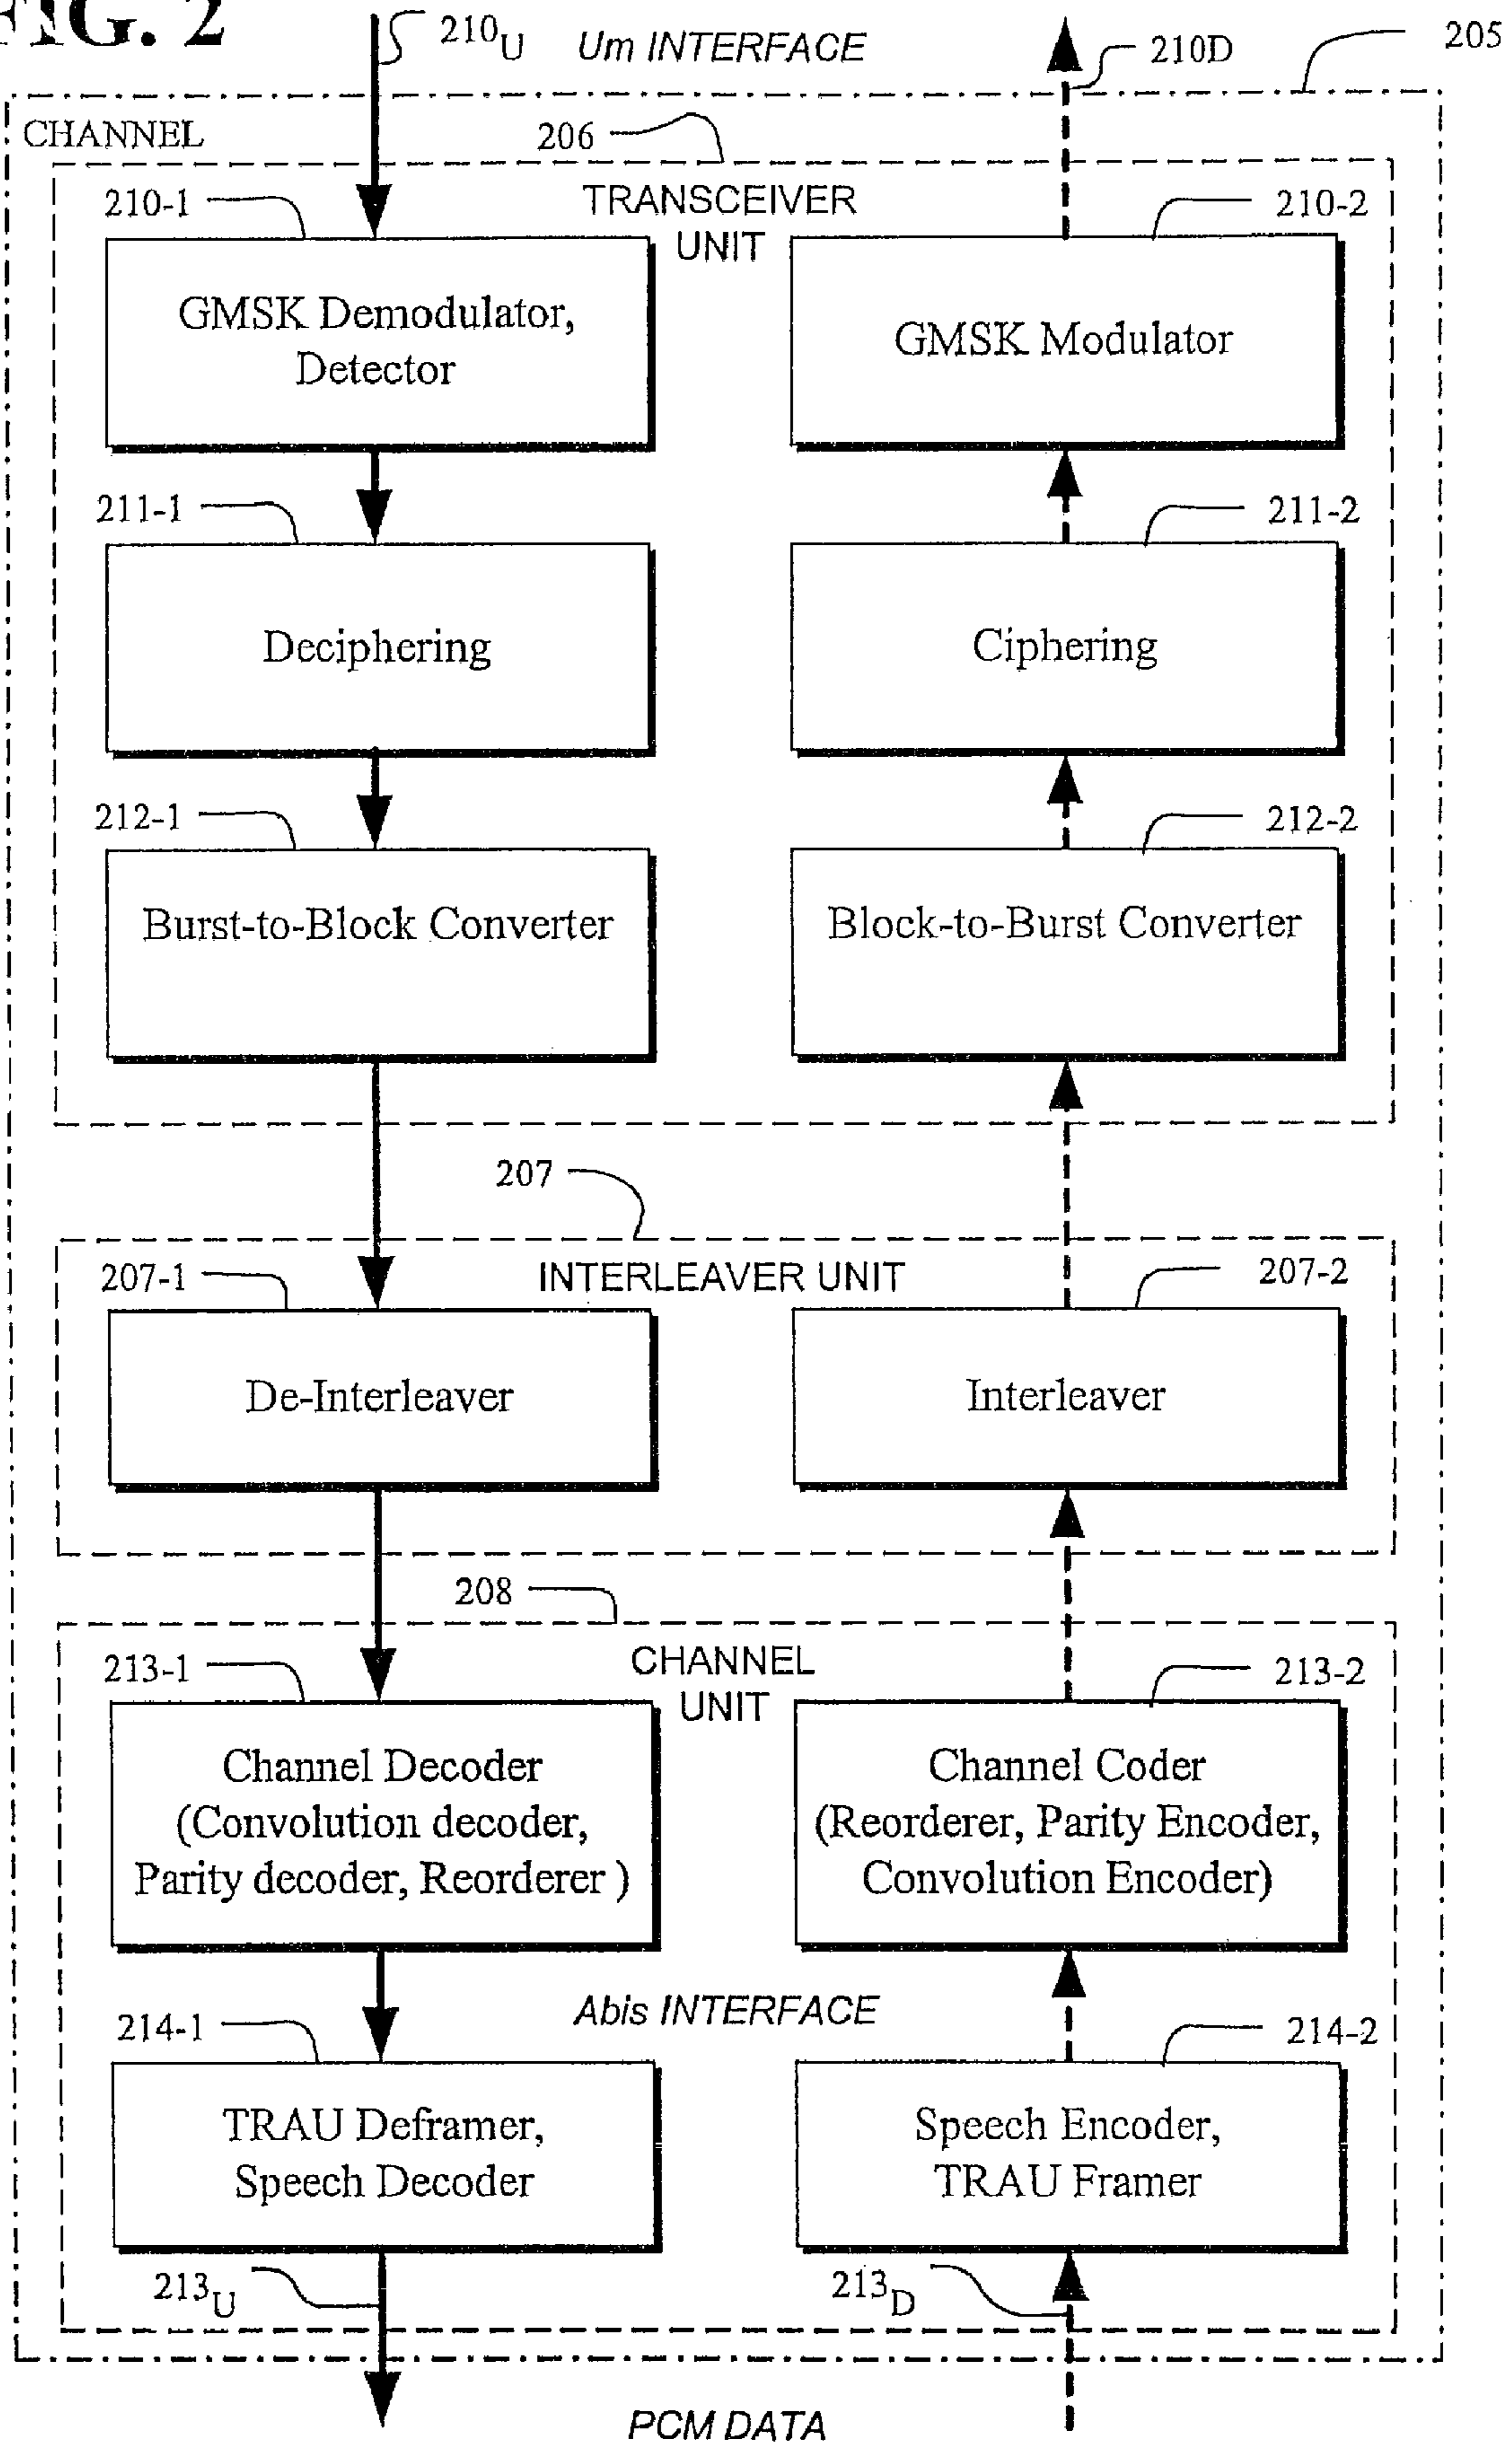 FIG. 2
210U Um INTERFACE 210D 205
CHANNEL
206
TRANSCEIVER
UNIT
210-1 210-2
GMSK Demodulator,
Detector
GMSK Modulator
211-1 211-2
Deciphering
Ciphering
212-1 212-2
Burst-to-Block Converter
Block-to-Burst Converter
207
INTERLEAVER UNIT
207-1 207-2
De-Interleaver
Interleaver
208
CHANNEL
UNIT
213-1 213-2
Channel Decoder
(Convolution decoder,
Parity decoder, Reorderer )
Channel Coder
(Reorderer, Parity Encoder,
Convolution Encoder)
Abis INTERFACE
214-1 214-2
TRAU Deframer,
Speech Decoder
Speech Encoder,
TRAU Framer
213U 213D
PCM DATA